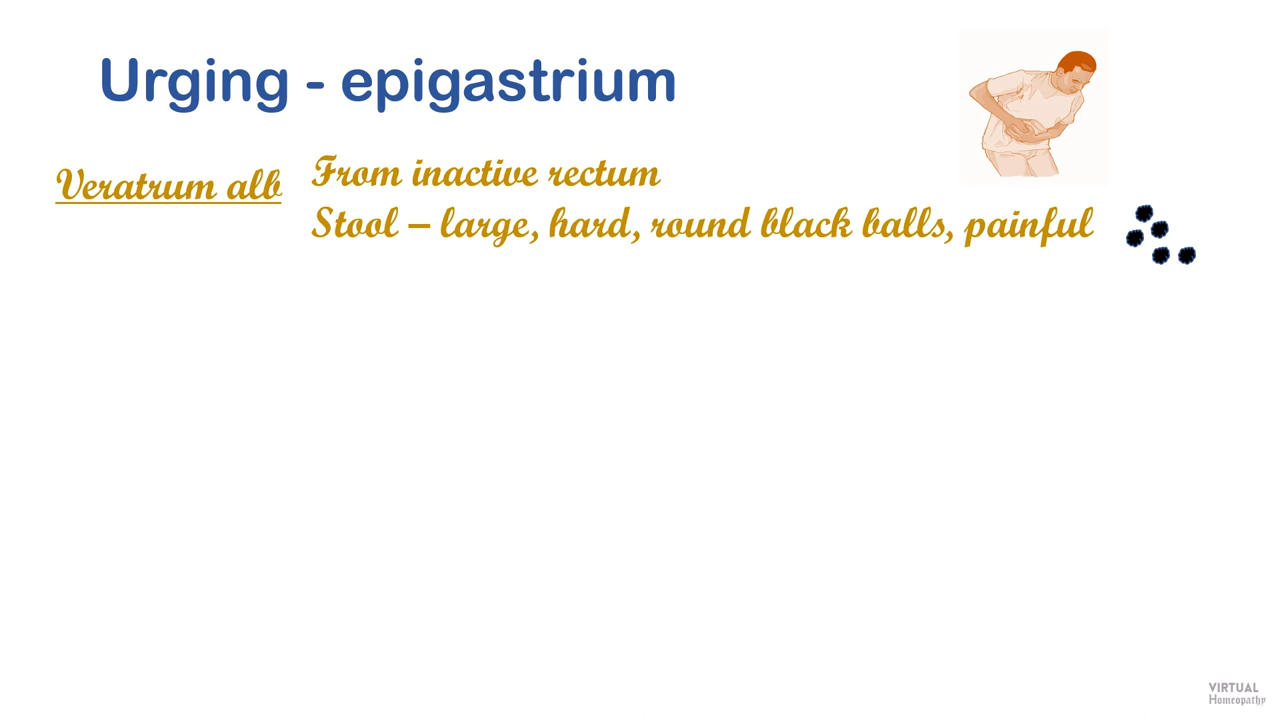 Urging - epigastrium
Veratrum alb
From inactive rectum
Stool – large, hard, round black balls, painful
VIRTUAL
Homeopathy